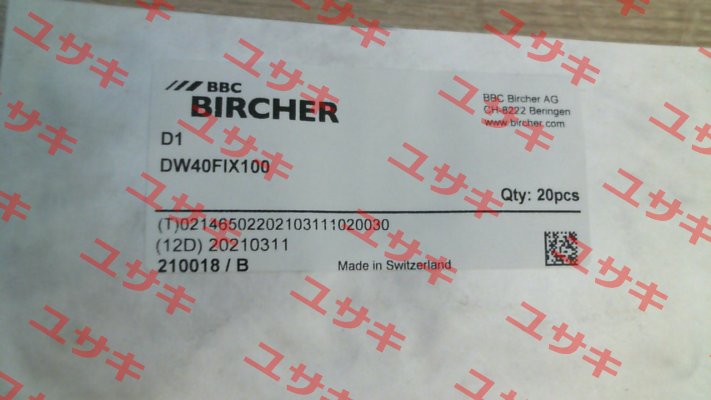 BBC
BIRCHER
BBC Bircher AG
CH-8222 Beringen
www.bircher.com
D1
DW40FIX100
Qty: 20pcs
(T)02146502202103111020030
(12D) 20210311
210018 / B
Made in Switzerland
ユサキ